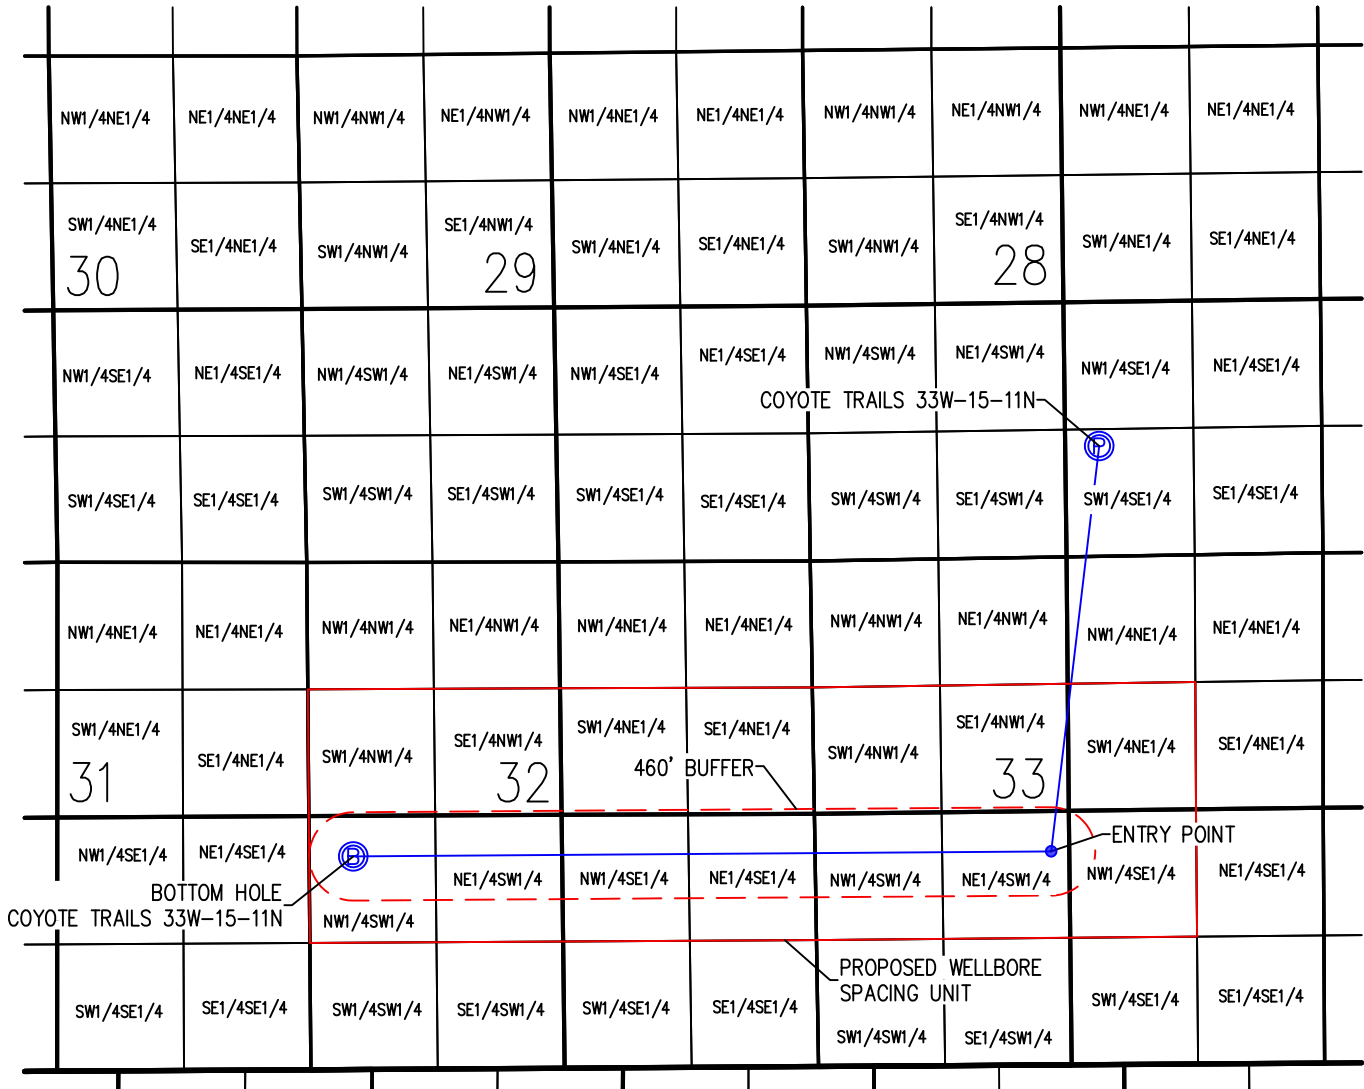 NW1/4NE1/4 NE1/4NE1/4 NW1/4NW1/4 NE1/4NW1/4 NW1/4NE1/4 NE1/4NE1/4 NW1/4NW1/4 NE1/4NW1/4 NW1/4NE1/4 NE1/4NE1/4
SW1/4NE1/4 SE1/4NE1/4 SW1/4NW1/4 SE1/4NW1/4 SW1/4NE1/4 SE1/4NE1/4 SW1/4NW1/4 SE1/4NW1/4 SW1/4NE1/4 SE1/4NE1/4
30 29 28
NW1/4SE1/4 NE1/4SE1/4 NW1/4SW1/4 NE1/4SW1/4 NW1/4SE1/4 NE1/4SE1/4 NW1/4SW1/4 NE1/4SW1/4 NW1/4SE1/4 NE1/4SE1/4
COYOTE TRAILS 33W-15-11N
P
SW1/4SE1/4 SE1/4SE1/4 SW1/4SW1/4 SE1/4SW1/4 SW1/4SE1/4 SE1/4SE1/4 SW1/4SW1/4 SE1/4SW1/4 SW1/4SE1/4 SE1/4SE1/4
NW1/4NE1/4 NE1/4NE1/4 NW1/4NW1/4 NE1/4NW1/4 NW1/4NE1/4 NE1/4NE1/4 NW1/4NW1/4 NE1/4NW1/4 NW1/4NE1/4 NE1/4NE1/4
SW1/4NE1/4 SE1/4NE1/4 SW1/4NW1/4 SE1/4NW1/4 SW1/4NE1/4 SE1/4NE1/4 SW1/4NW1/4 SE1/4NW1/4 SW1/4NE1/4 SE1/4NE1/4
31 32 33
460' BUFFER
ENTRY POINT
B
NW1/4SE1/4 NE1/4SE1/4 NW1/4SW1/4 NE1/4SW1/4 NW1/4SE1/4 NE1/4SE1/4 NW1/4SW1/4 NE1/4SW1/4 NW1/4SE1/4 NE1/4SE1/4
BOTTOM HOLE
COYOTE TRAILS 33W-15-11N
PROPOSED WELLBORE
SPACING UNIT
SW1/4SE1/4 SE1/4SE1/4 SW1/4SW1/4 SE1/4SW1/4 SW1/4SE1/4 SE1/4SE1/4 SW1/4SW1/4 SE1/4SW1/4 SW1/4SE1/4 SE1/4SE1/4